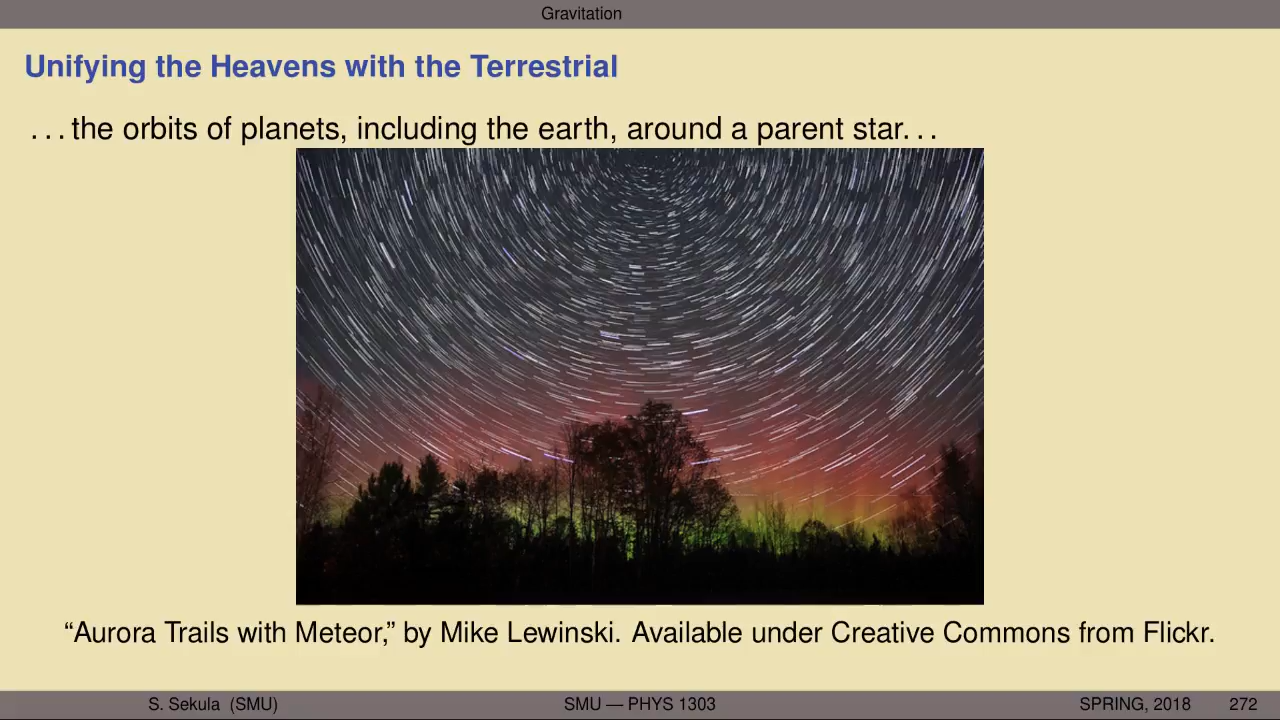 Gravitation
Unifying the Heavens with the Terrestrial
. . . the orbits of planets, including the earth, around a parent star. . .
“Aurora Trails with Meteor,” by Mike Lewinski. Available under Creative Commons from Flickr.
S. Sekula (SMU) SMU — PHYS 1303 SPRING, 2018 272